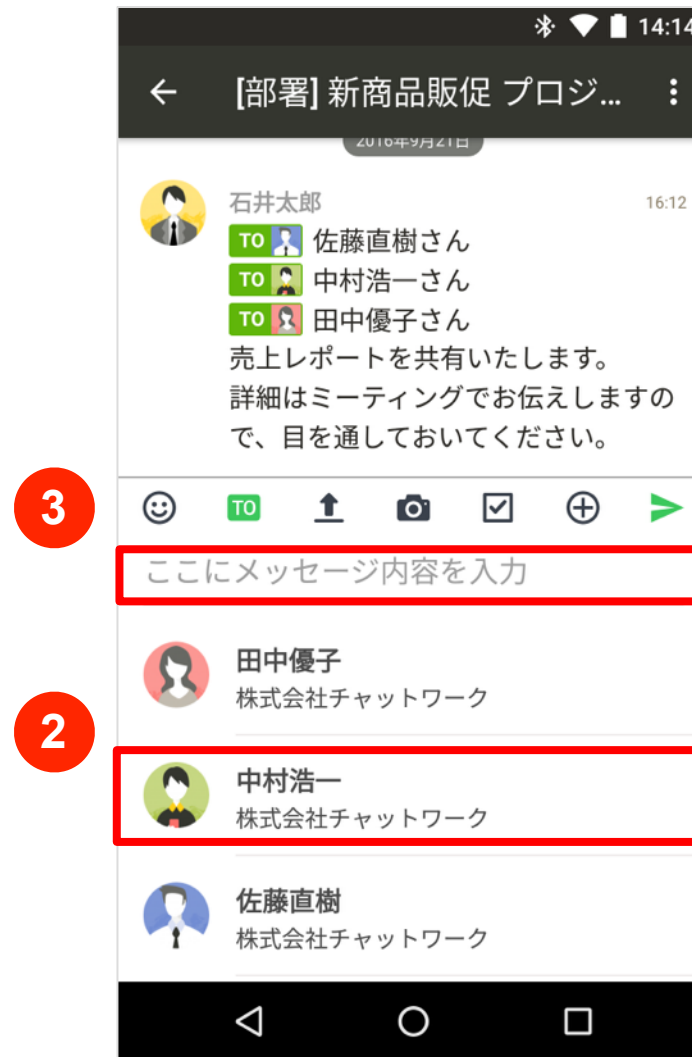 14:14
[部署] 新商品販促 プロジ...
2016年9月21日
石井太郎 16:12
TO 佐藤直樹さん
TO 中村浩一さん
TO 田中優子さん
売上レポートを共有いたします。
詳細はミーティングでお伝えしますの
で、目を通しておいてください。
3
TO
ここにメッセージ内容を入力
田中優子
株式会社チャットワーク
2
中村浩一
株式会社チャットワーク
佐藤直樹
株式会社チャットワーク